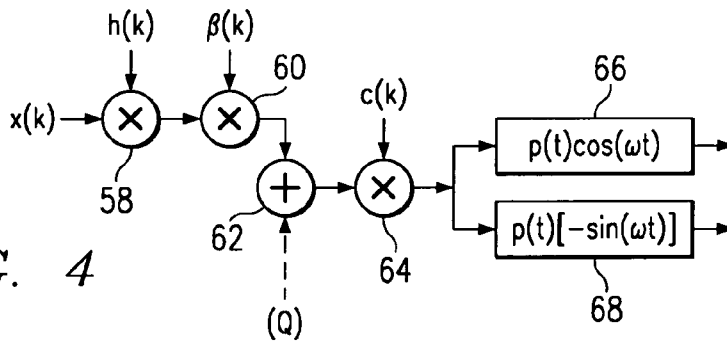 h(k)
β(k)
60
x(k)
×
×
c(k)
66
58
p(t)cos(ωt)
+
×
62
64
p(t)[-sin(ωt)]
68
G. 4
(Q)